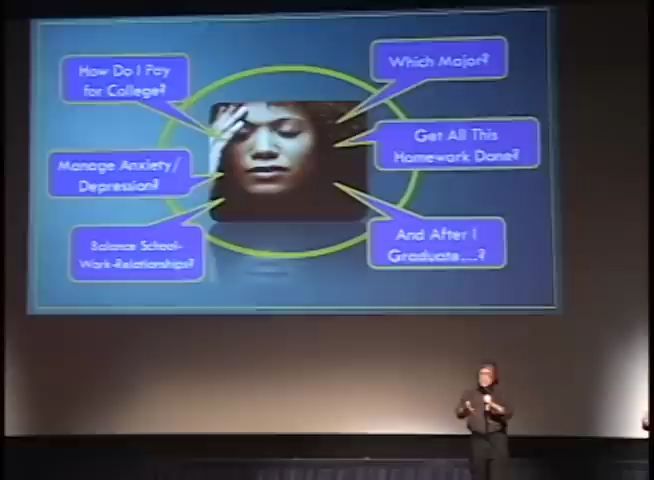 How Do I Pay
for College?
Which Major?
Manage Anxiety/
Depression?
Get All This
Homework Done?
Balance School-
Work-Relationships?
And After I
Graduate....?